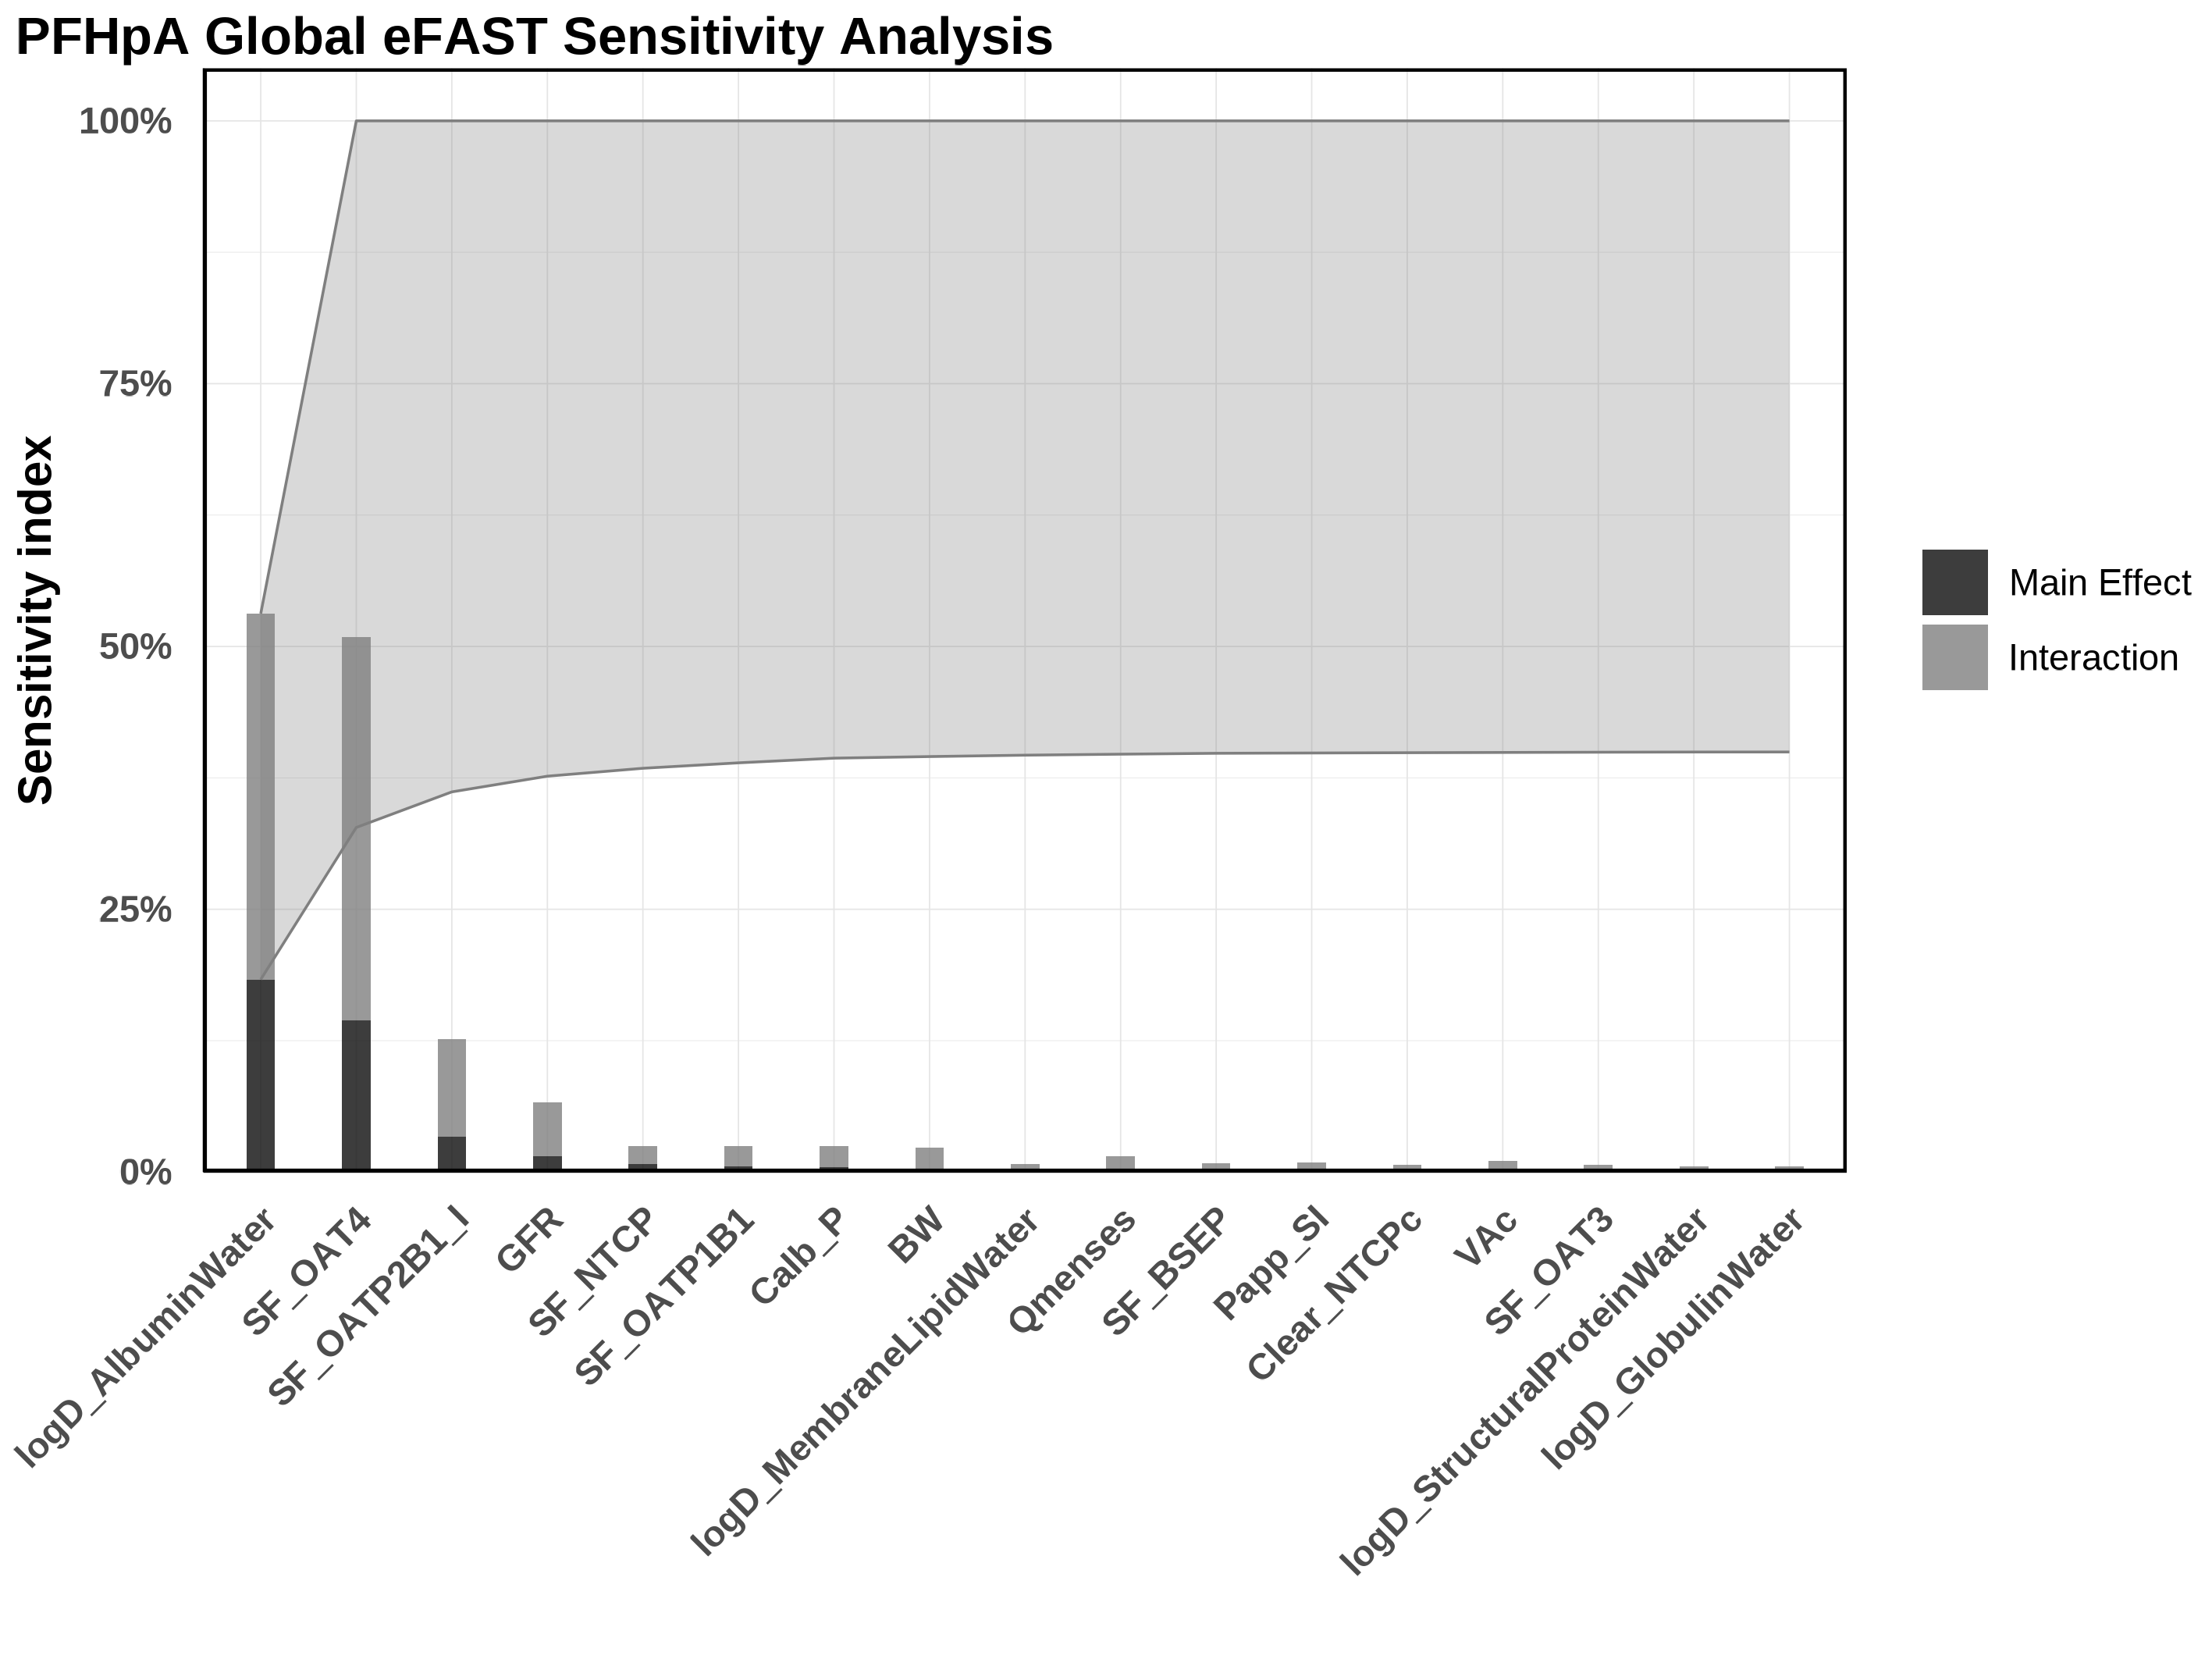 PFHpA Global eFAST Sensitivity Analysis
100%
75%
50%
25%
0%
Sensitivity index
Main Effect
Interaction
logD_AlbuminWater
SF_OAT4
SF_OATP2B1_I
GFR
SF_NTCP
SF_OATP1B1
Calb_P
BW
logD_MembraneLipidWater
Qmenses
SF_BSEP
Papp_SI
Clear_NTCPc
VAc
SF_OAT3
logD_StructuralProteinWater
logD_GlobulinWater